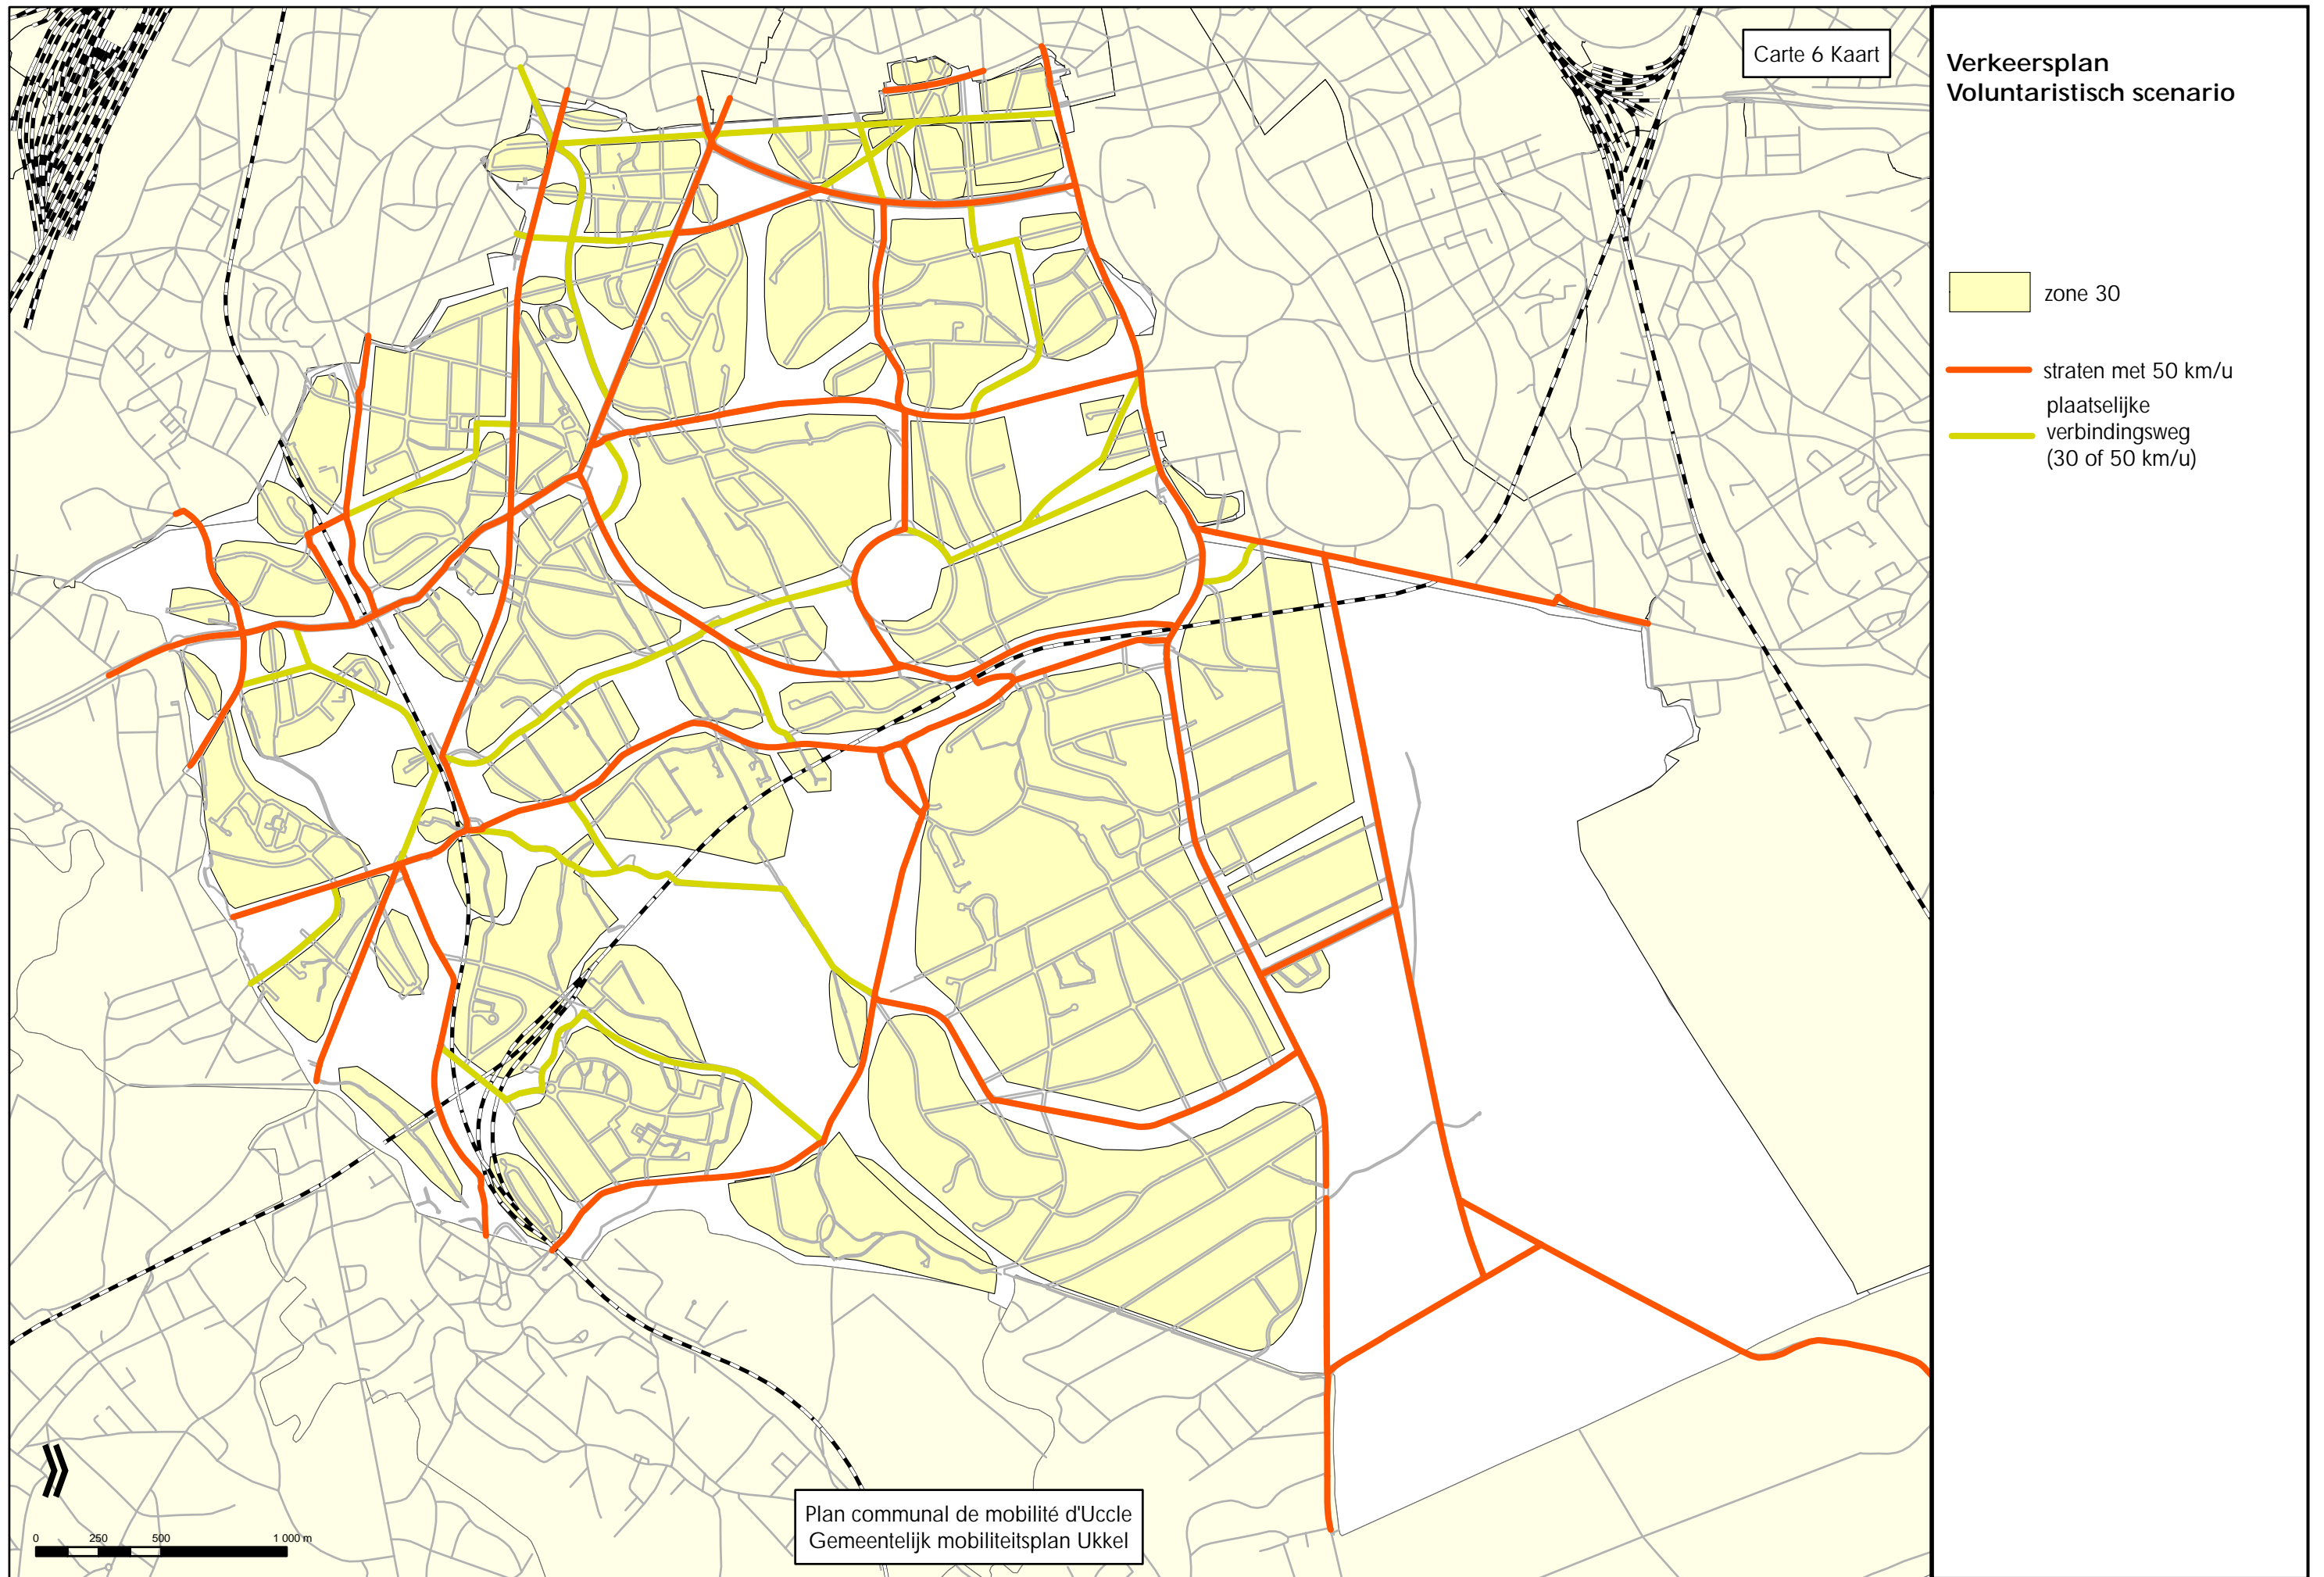 Carte 6 Kaart
Verkeersplan
Voluntaristisch scenario
zone 30
straten met 50 km/u
plaatselijke
verbindingsweg
(30 of 50 km/u)
Plan communal de mobilité d'Uccle
Gemeentelijk mobiliteitsplan Ukkel
0 250 500 1 000 m